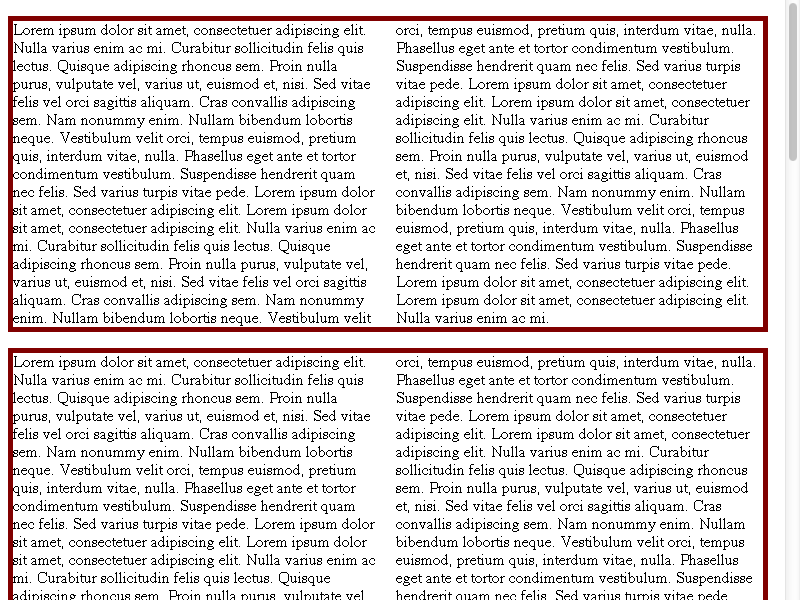 Lorem ipsum dolor sit amet, consectetuer adipiscing elit.
Nulla varius enim ac mi. Curabitur sollicitudin felis quis
lectus. Quisque adipiscing rhoncus sem. Proin nulla
purus, vulputate vel, varius ut, euismod et, nisi. Sed vitae
felis vel orci sagittis aliquam. Cras convallis adipiscing
sem. Nam nonummy enim. Nullam bibendum lobortis
neque. Vestibulum velit orci, tempus euismod, pretium
quis, interdum vitae, nulla. Phasellus eget ante et tortor
condimentum vestibulum. Suspendisse hendrerit quam
nec felis. Sed varius turpis vitae pede. Lorem ipsum dolor
sit amet, consectetuer adipiscing elit. Lorem ipsum dolor
sit amet, consectetuer adipiscing elit. Nulla varius enim ac
mi. Curabitur sollicitudin felis quis lectus. Quisque
adipiscing rhoncus sem. Proin nulla purus, vulputate vel,
varius ut, euismod et, nisi. Sed vitae felis vel orci sagittis
aliquam. Cras convallis adipiscing sem. Nam nonummy
enim. Nullam bibendum lobortis neque. Vestibulum velit
orci, tempus euismod, pretium quis, interdum vitae, nulla.
Phasellus eget ante et tortor condimentum vestibulum.
Suspendisse hendrerit quam nec felis. Sed varius turpis
vitae pede. Lorem ipsum dolor sit amet, consectetuer
adipiscing elit. Lorem ipsum dolor sit amet, consectetuer
adipiscing elit. Nulla varius enim ac mi. Curabitur
sollicitudin felis quis lectus. Quisque adipiscing rhoncus
sem. Proin nulla purus, vulputate vel, varius ut, euismod
et, nisi. Sed vitae felis vel orci sagittis aliquam. Cras
convallis adipiscing sem. Nam nonummy enim. Nullam
bibendum lobortis neque. Vestibulum velit orci, tempus
euismod, pretium quis, interdum vitae, nulla. Phasellus
eget ante et tortor condimentum vestibulum. Suspendisse
hendrerit quam nec felis. Sed varius turpis vitae pede.
Lorem ipsum dolor sit amet, consectetuer adipiscing elit.
Lorem ipsum dolor sit amet, consectetuer adipiscing elit.
Nulla varius enim ac mi.
Lorem ipsum dolor sit amet, consectetuer adipiscing elit.
Nulla varius enim ac mi. Curabitur sollicitudin felis quis
lectus. Quisque adipiscing rhoncus sem. Proin nulla
purus, vulputate vel, varius ut, euismod et, nisi. Sed vitae
felis vel orci sagittis aliquam. Cras convallis adipiscing
sem. Nam nonummy enim. Nullam bibendum lobortis
neque. Vestibulum velit orci, tempus euismod, pretium
quis, interdum vitae, nulla. Phasellus eget ante et tortor
condimentum vestibulum. Suspendisse hendrerit quam
nec felis. Sed varius turpis vitae pede. Lorem ipsum dolor
sit amet, consectetuer adipiscing elit. Lorem ipsum dolor
sit amet, consectetuer adipiscing elit. Nulla varius enim ac
mi. Curabitur sollicitudin felis quis lectus. Quisque
adipiscing rhoncus sem. Proin nulla purus, vulputate vel,
orci, tempus euismod, pretium quis, interdum vitae, nulla.
Phasellus eget ante et tortor condimentum vestibulum.
Suspendisse hendrerit quam nec felis. Sed varius turpis
vitae pede. Lorem ipsum dolor sit amet, consectetuer
adipiscing elit. Lorem ipsum dolor sit amet, consectetuer
adipiscing elit. Nulla varius enim ac mi. Curabitur
sollicitudin felis quis lectus. Quisque adipiscing rhoncus
sem. Proin nulla purus, vulputate vel, varius ut, euismod
et, nisi. Sed vitae felis vel orci sagittis aliquam. Cras
convallis adipiscing sem. Nam nonummy enim. Nullam
bibendum lobortis neque. Vestibulum velit orci, tempus
euismod, pretium quis, interdum vitae, nulla. Phasellus
eget ante et tortor condimentum vestibulum. Suspendisse
hendrerit quam nec felis. Sed varius turpis vitae pede.